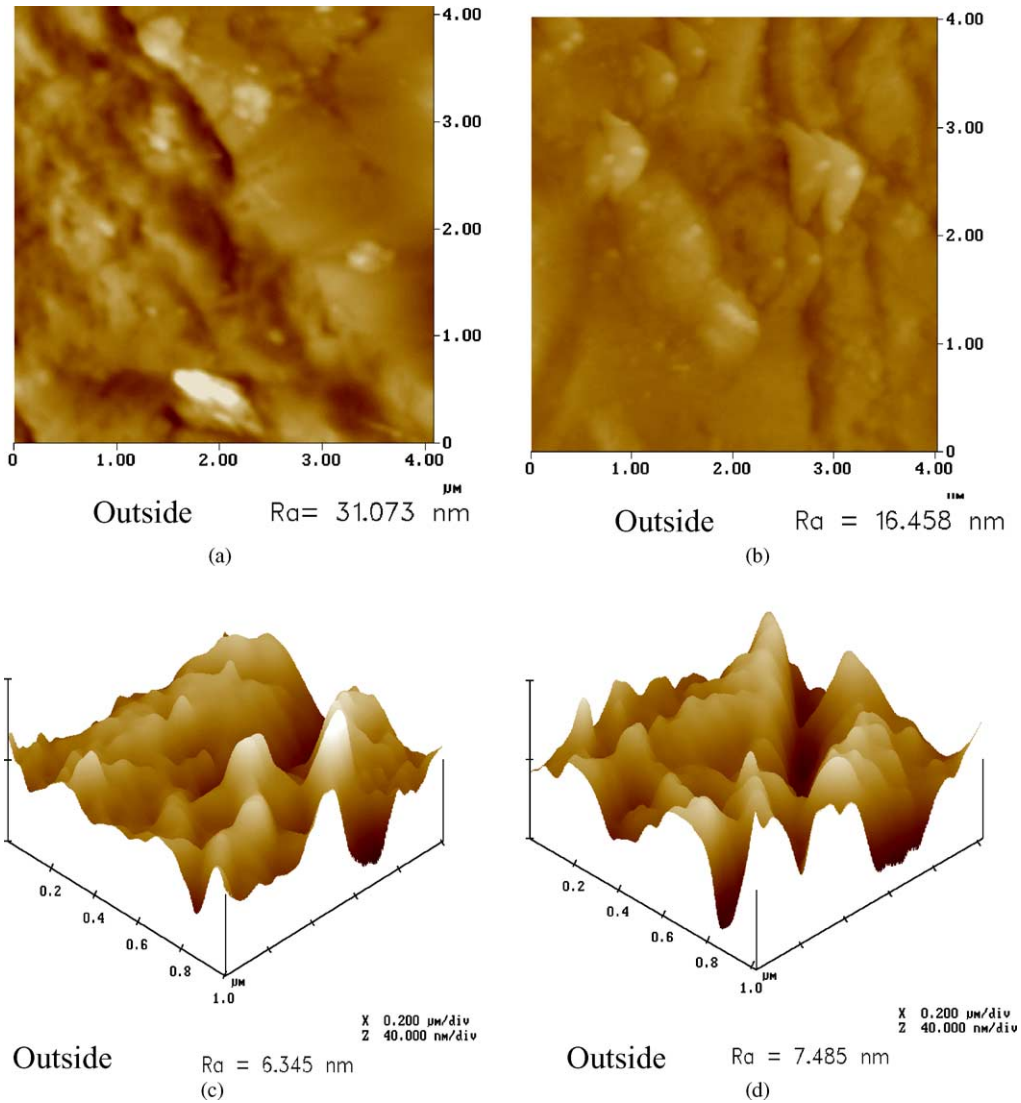 4.00
3.00
2.00
1.00
0
0 1.00 2.00 3.00 4.00
µM
Outside Ra= 31.073 nm
(a)
4.00
3.00
2.00
1.00
0
0 1.00 2.00 3.00 4.00
µM
Outside Ra = 16.458 nm
(b)
0.2
0.4
0.6
0.8
1.0
µM
X 0.200 µM/div
Z 40.000 nM/div
Outside Ra = 6.345 nm
(c)
0.2
0.4
0.6
0.8
1.0
µM
X 0.200 µM/div
Z 40.000 nM/div
Outside Ra = 7.485 nm
(d)